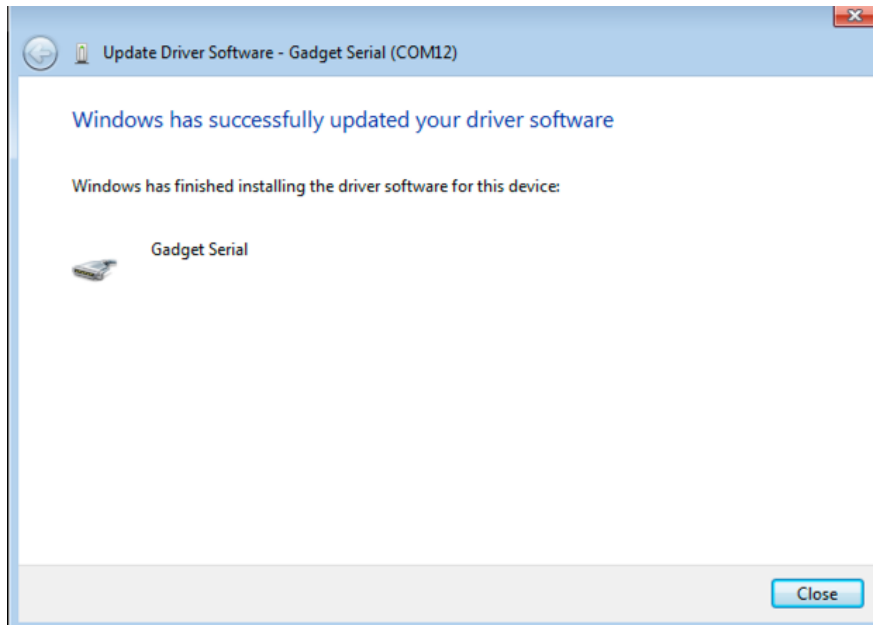 Update Driver Software - Gadget Serial (COM12)
Windows has successfully updated your driver software
Windows has finished installing the driver software for this device:
Gadget Serial
Close